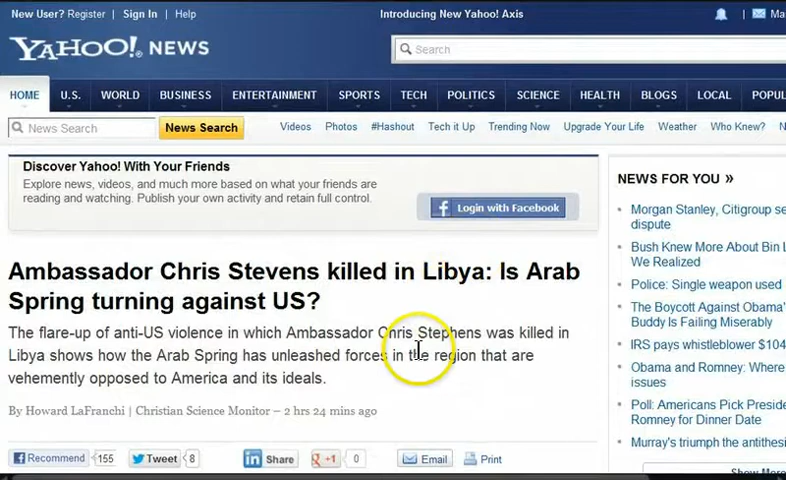 New User? Register Sign In Help Introducing New Yahoo! Axis
YAHOO! NEWS
Search
HOME U.S. WORLD BUSINESS ENTERTAINMENT SPORTS TECH POLITICS SCIENCE HEALTH BLOGS LOCAL
News Search News Search Videos Photos #Hashout Tech it Up Trending Now Upgrade Your Life Weather Who Knew?
Discover Yahoo! With Your Friends
Explore news, videos, and much more based on what your friends are
reading and watching. Publish your own activity and retain full control.
Login with Facebook
Ambassador Chris Stevens killed in Libya: Is Arab
Spring turning against US?
The flare-up of anti-US violence in which Ambassador Chris Stephens was killed in
Libya shows how the Arab Spring has unleashed forces in the region that are
vehemently opposed to America and its ideals.
By Howard LaFranchi | Christian Science Monitor – 2 hrs 24 mins ago
Recommend 155 Tweet 8 Share +1 0 Email Print
NEWS FOR YOU »
Morgan Stanley, Citigroup
dispute
Bush Knew More About Bin
We Realized
Police: Single weapon used
The Boycott Against Obama's
Buddy Is Failing Miserably
IRS pays whistleblower $104
Obama and Romney: Where
issues
Poll: Americans Pick
Romney for Dinner Date
Murray's triumph the
Show More